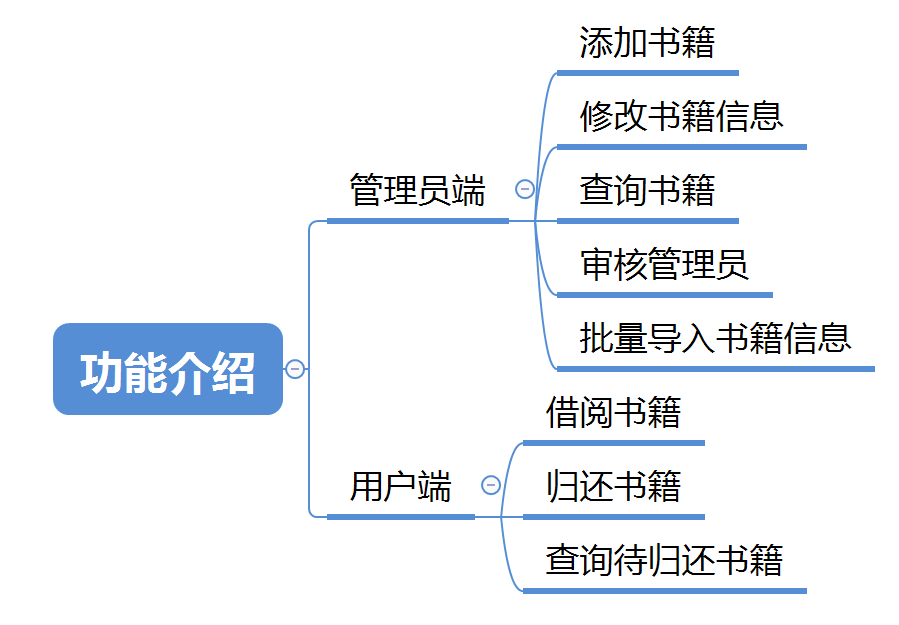 功能介绍
管理员端
添加书籍
修改书籍信息
查询书籍
审核管理员
批量导入书籍信息
用户端
借阅书籍
归还书籍
查询待归还书籍